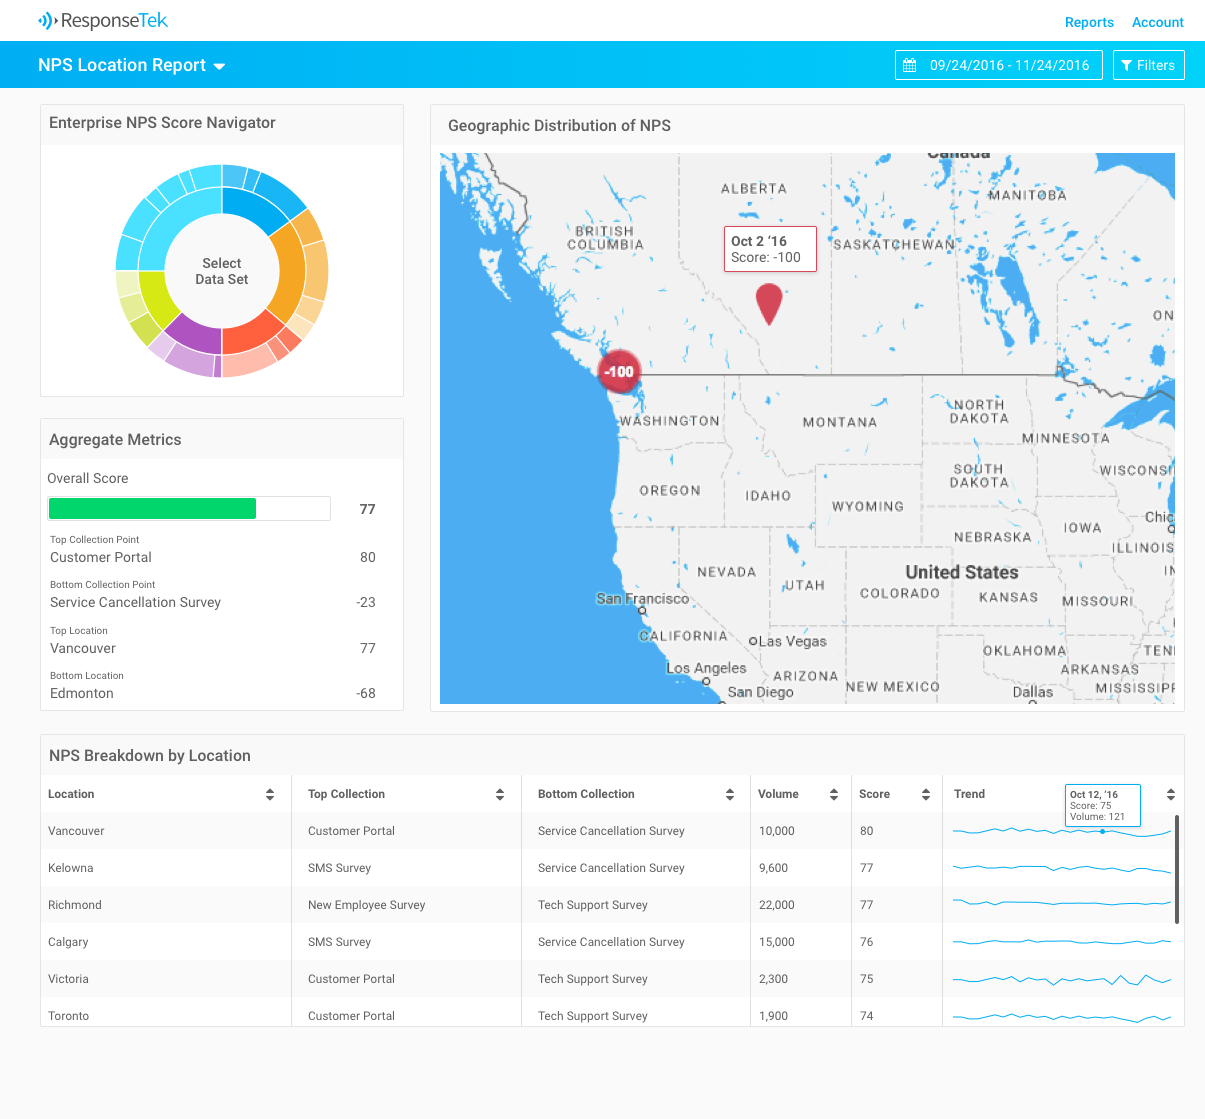 ResponseTek
Reports
Account
NPS Location Report
09/24/2016 - 11/24/2016
Filters
Enterprise NPS Score Navigator
Select
Data Set
Aggregate Metrics
Overall Score
77
Top Collection Point
Customer Portal 80
Bottom Collection Point
Service Cancellation Survey -23
Top Location
Vancouver 77
Bottom Location
Edmonton -68
Geographic Distribution of NPS
Canada
ALBERTA
MANITOBA
BRITISH
COLUMBIA
SASKATCHEWAN
Oct 2 ‘16
Score: -100
ON
-100
WASHINGTON
MONTANA
NORTH
DAKOTA
MINNESOTA
SOUTH
DAKOTA
WISCONSI
OREGON
IDAHO
WYOMING
Chic
IOWA
NEBRASKA
ILLINOIS
NEVADA
UTAH
United States
IN
COLORADO
KANSAS
MISSOURI
San Francisco
CALIFORNIA
Las Vegas
OKLAHOMA
TEN
Los Angeles
ARIZONA
ARKANSAS
NEW MEXICO
MISSISSIPP
San Diego
Dallas
NPS Breakdown by Location
Location Top Collection Bottom Collection Volume Score Trend
Oct 12, ‘16
Score: 75
Volume: 121
Vancouver Customer Portal Service Cancellation Survey 10,000 80
Kelowna SMS Survey Service Cancellation Survey 9,600 77
Richmond New Employee Survey Tech Support Survey 22,000 77
Calgary SMS Survey Service Cancellation Survey 15,000 76
Victoria Customer Portal Tech Support Survey 2,300 75
Toronto Customer Portal Tech Support Survey 1,900 74